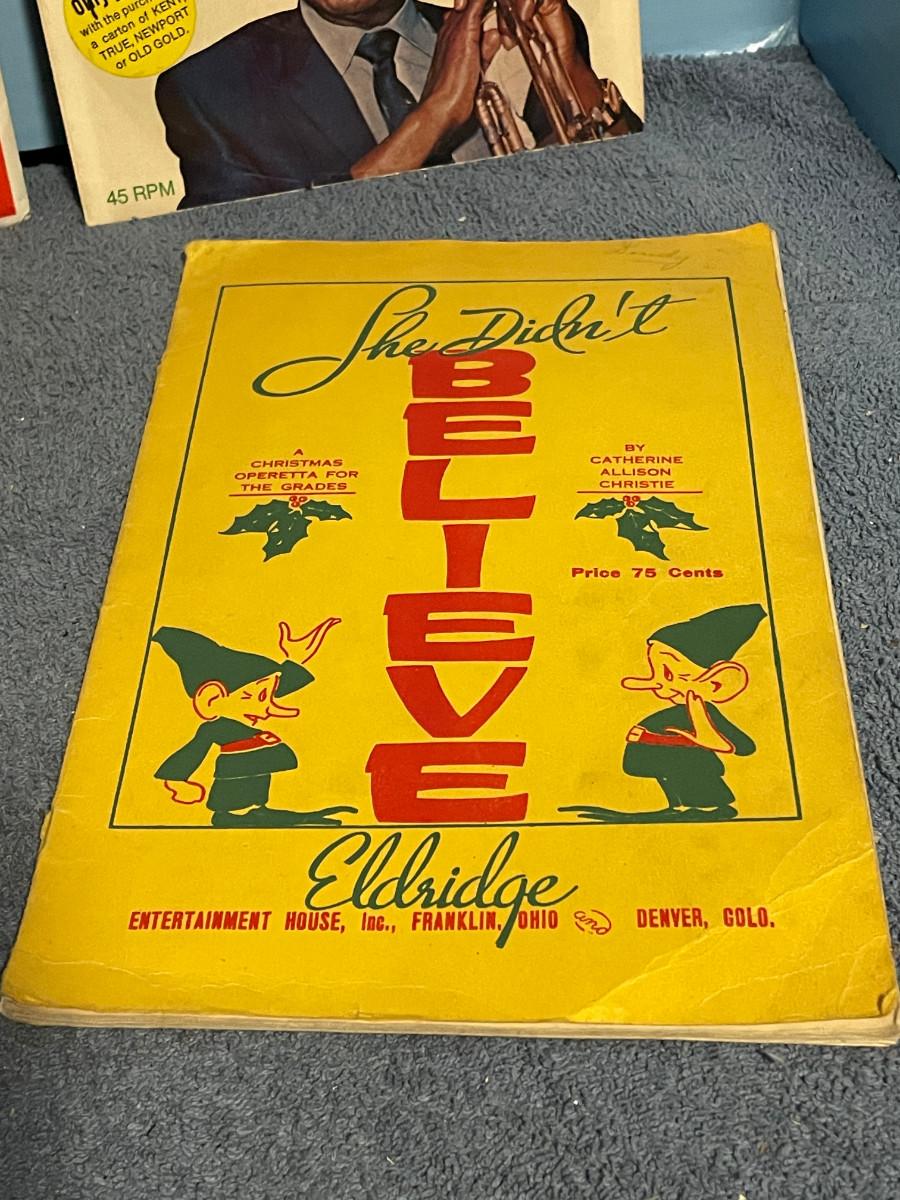 with the purch
a carton of KENT,
TRUE, NEWPORT
or OLD GOLD.
45 RPM
She Didn't
BELIEVE
A
CHRISTMAS
OPERETTA FOR
THE GRADES
BY
CATHERINE
ALLISON
CHRISTIE
Price 75 Cents
Eldridge
ENTERTAINMENT HOUSE, Inc., FRANKLIN, OHIO and DENVER, COLO.